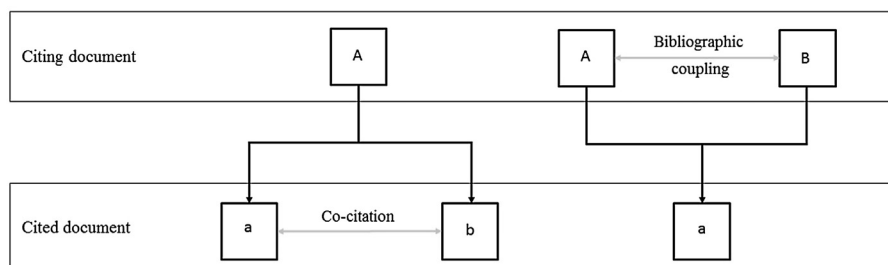 Citing document
A
A
Bibliographic
coupling
B
Cited document
a
Co-citation
b
a